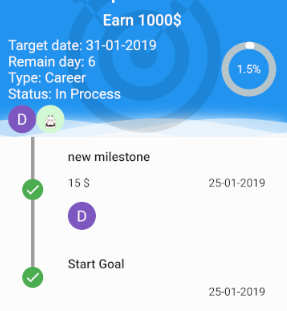 Earn 1000$
Target date: 31-01-2019
Remain day: 6
Type: Career
Status: In Process
1.5%
D
new milestone
15 $ 25-01-2019
D
Start Goal
25-01-2019